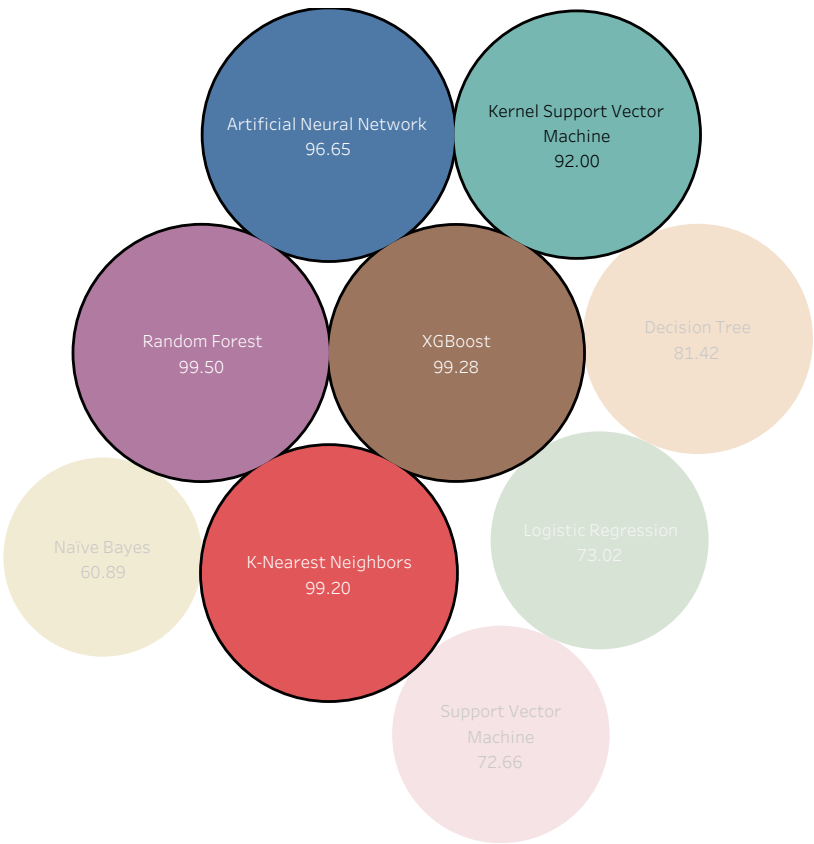 Artificial Neural Network
96.65
Kernel Support Vector
Machine
92.00
Random Forest
99.50
XGBoost
99.28
Decision Tree
81.42
Naïve Bayes
60.89
K-Nearest Neighbors
99.20
Logistic Regression
73.02
Support Vector
Machine
72.66